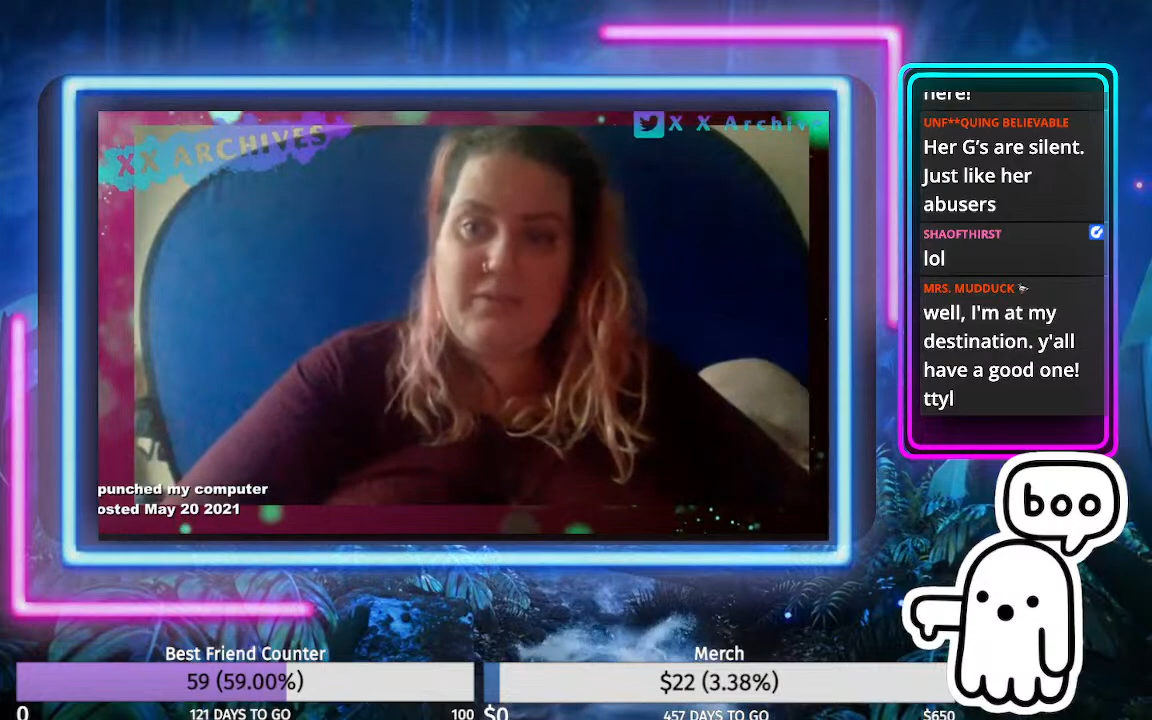 XX ARCHIVES
X X Archive
punched my computer
osted May 20 2021
here!
UNF**QUING BELIEVABLE
Her G's are silent.
Just like her
abusers
SHAOFTHIRST
lol
MRS. MUDDUCK
well, I'm at my
destination. y'all
have a good one!
ttyl
boo
Best Friend Counter
59 (59.00%)
0
121 DAYS TO GO
100
Merch
$22 (3.38%)
$0
457 DAYS TO GO
$650